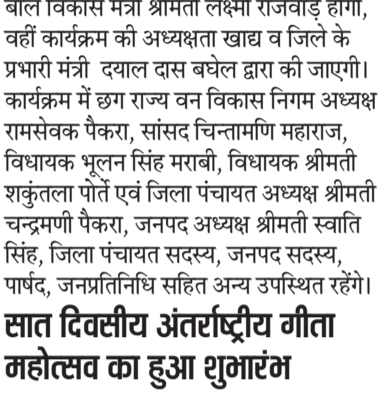 बाल विकास मंत्री श्रीमती लक्ष्मी राजवाड़े होंगी,
वहीं कार्यक्रम की अध्यक्षता खाद्य व जिले के
प्रभारी मंत्री दयाल दास बघेल द्वारा की जाएगी।
कार्यक्रम में छग राज्य वन विकास निगम अध्यक्ष
रामसेवक पैकरा, सांसद चिन्तामणि महाराज,
विधायक भूलन सिंह मराबी, विधायक श्रीमती
शकुंतला पोर्ते एवं जिला पंचायत अध्यक्ष श्रीमती
चन्द्रमणी पैकरा, जनपद अध्यक्ष श्रीमती स्वाति
सिंह, जिला पंचायत सदस्य, जनपद सदस्य,
पार्षद, जनप्रतिनिधि सहित अन्य उपस्थित रहेंगे।
सात दिवसीय अंतर्राष्ट्रीय गीता
महोत्सव का हुआ शुभारंभ